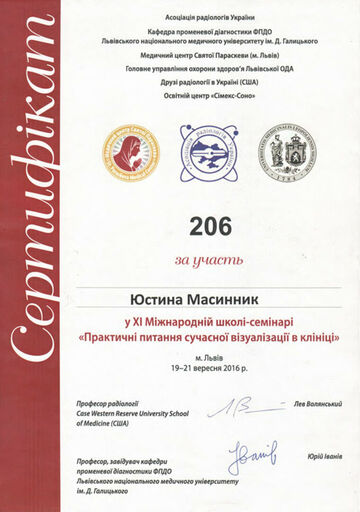 Асоціація радіологів України
Кафедра променевої діагностики ФПДО
Львівського національного медичного університету ім. Д. Галицького
Медичний центр Святої Параскеви (м. Львів)
Головне управління охорони здоров'я Львівської ОДА
Друзі радіології в Україні (США)
Освітній центр «Сімекс-Соно»
Сертифікат
206
за участь
Юстина Масинник
у XI Міжнародній школі-семінарі
«Практичні питання сучасної візуалізації в клініці»
м. Львів
19–21 вересня 2016 р.
Професор радіології
Case Western Reserve University School
of Medicine (США)
Лев Волянський
Професор, завідувач кафедри
променевої діагностики ФПДО
Львівського національного медичного університету
ім. Д. Галицького
Юрій Іванів